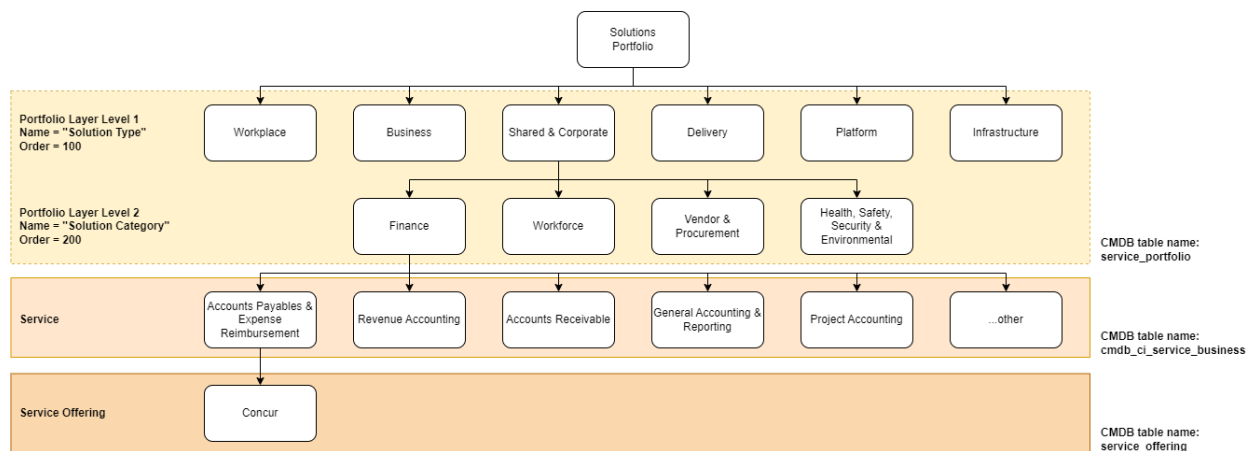 Solutions
Portfolio
Portfolio Layer Level 1
Name = "Solution Type"
Order = 100
Workplace
Business
Shared & Corporate
Delivery
Platform
Infrastructure
Portfolio Layer Level 2
Name = "Solution Category"
Order = 200
Finance
Workforce
Vendor &
Procurement
Health, Safety,
Security &
Environmental
CMDB table name:
service_portfolio
Service
Accounts Payables &
Expense
Reimbursement
Revenue Accounting
Accounts Receivable
General Accounting &
Reporting
Project Accounting
...other
CMDB table name:
cmdb_ci_service_business
Service Offering
Concur
CMDB table name:
service_offering